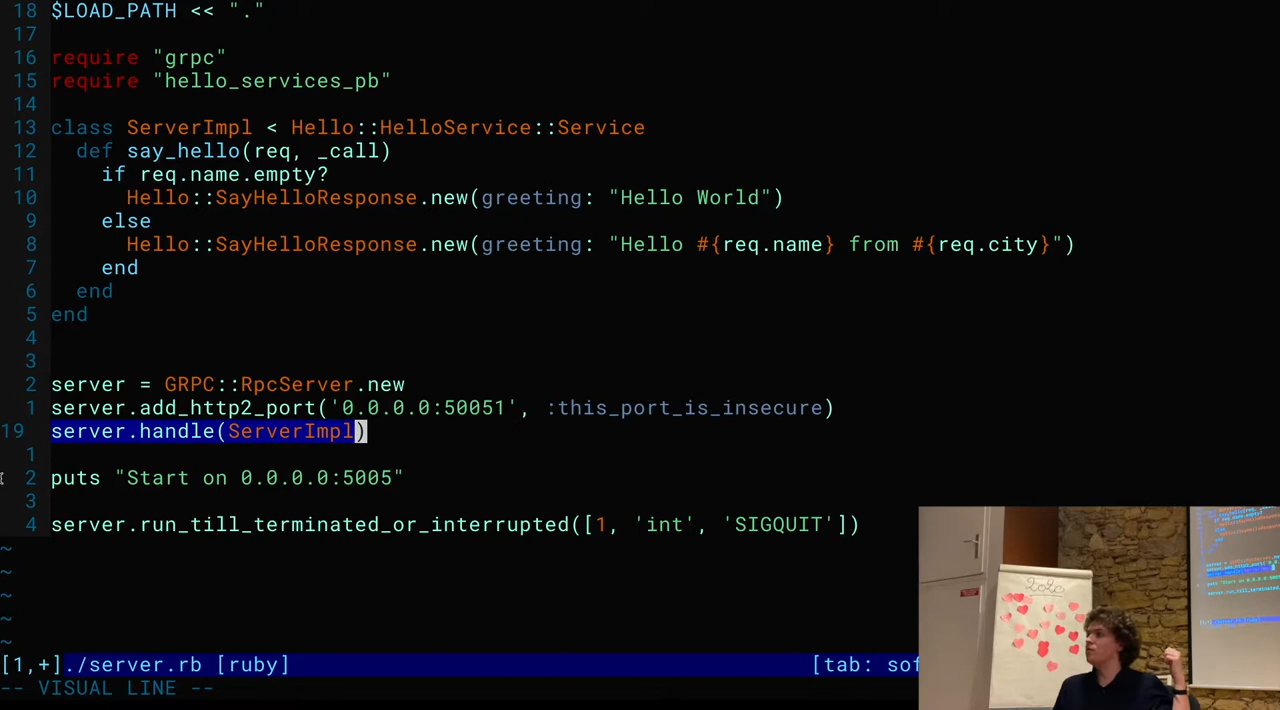 18 $LOAD_PATH << "."
17
16 require "grpc"
15 require "hello_services_pb"
14
13 class ServerImpl < Hello::HelloService::Service
12 def say_hello(req, _call)
11 if req.name.empty?
10 Hello::SayHelloResponse.new(greeting: "Hello World")
9 else
8 Hello::SayHelloResponse.new(greeting: "Hello #{req.name} from #{req.city}")
7 end
6 end
5 end
4
3
2 server = GRPC::RpcServer.new
1 server.add_http2_port('0.0.0.0:50051', :this_port_is_insecure)
19 server.handle(ServerImpl)
1
2 puts "Start on 0.0.0.0:5005"
3
4 server.run_till_terminated_or_interrupted([1, 'int', 'SIGQUIT'])
~
~
~
~
~
[1,+]./server.rb [ruby] [tab: sof
-- VISUAL LINE --